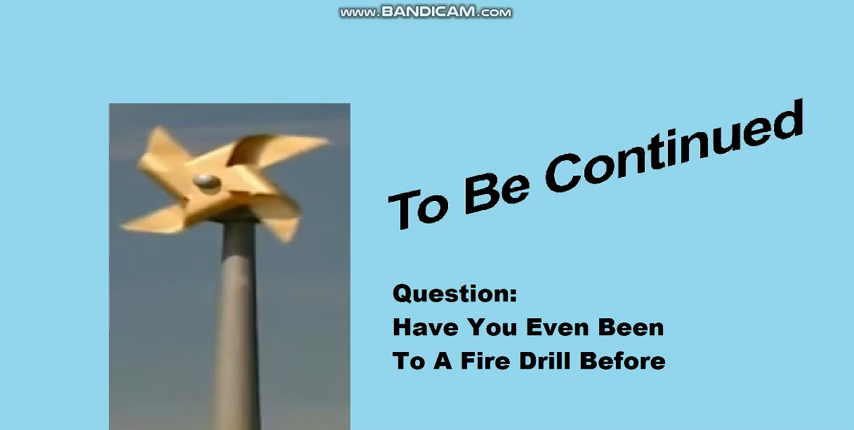 www.BANDICAM.com
To Be Continued
Question:
Have You Even Been
To A Fire Drill Before